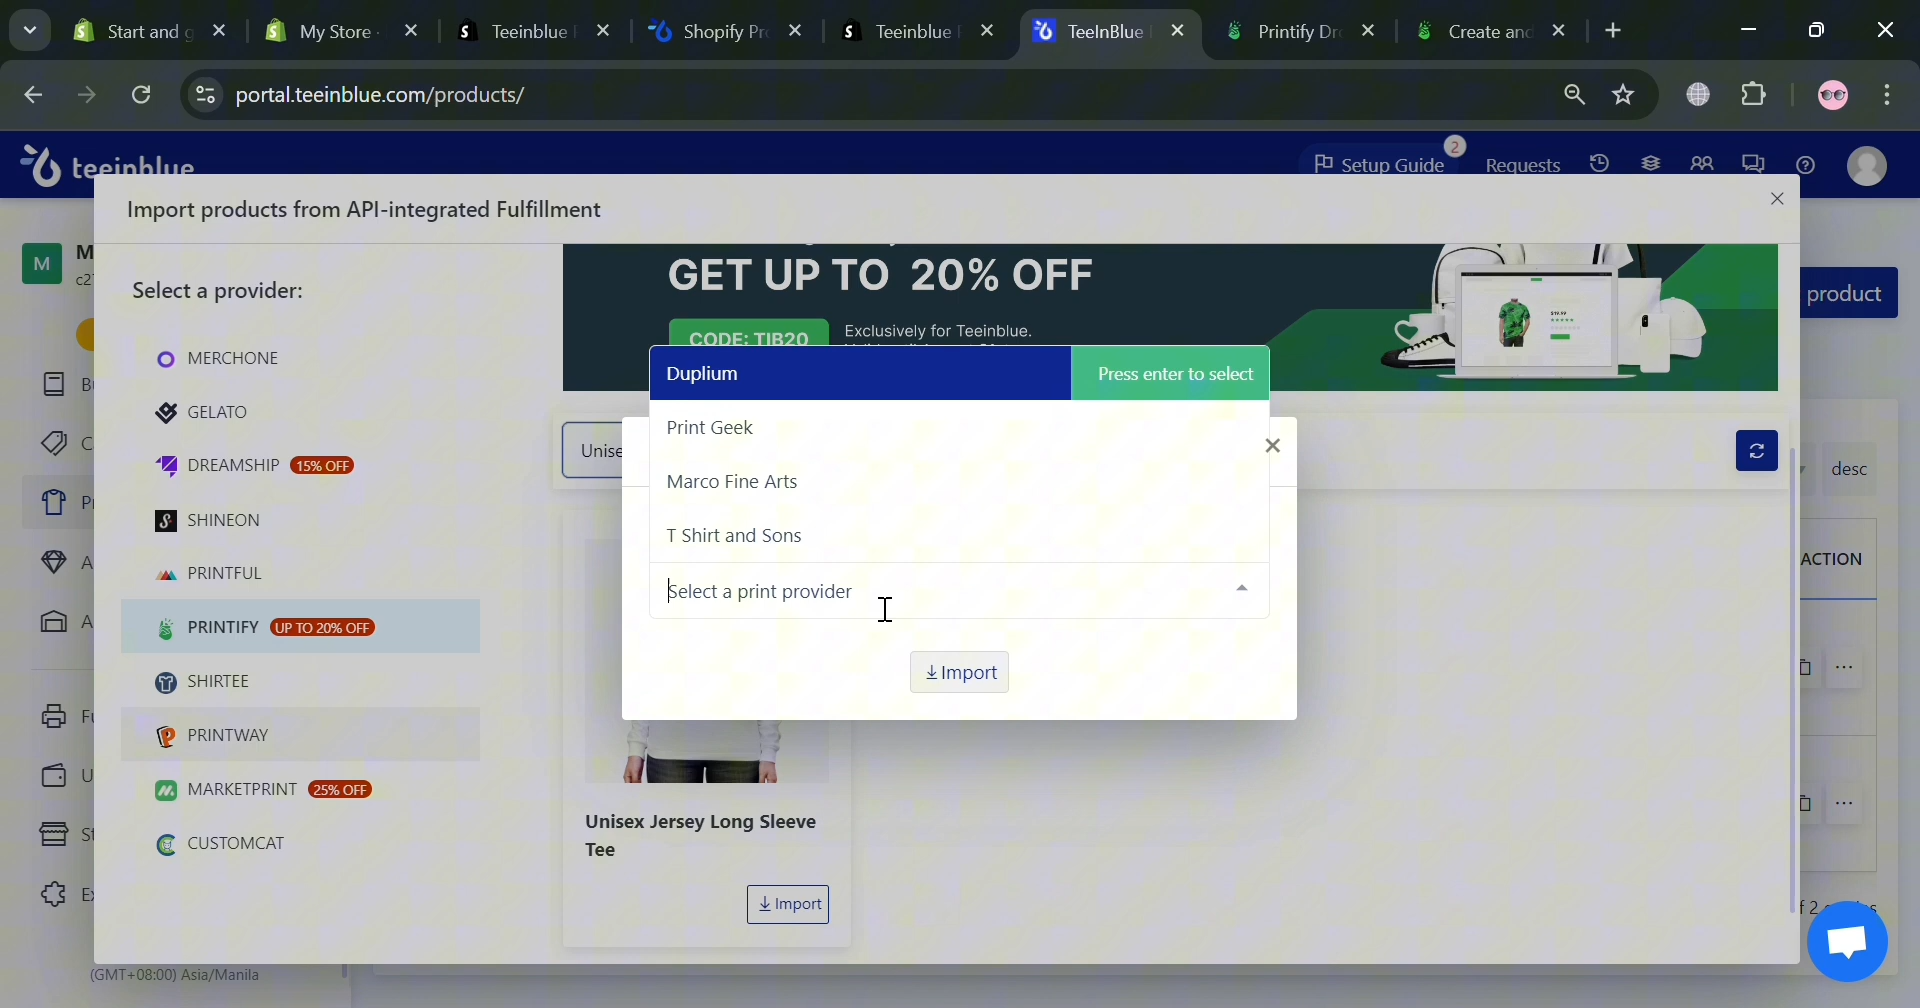 Start and g
My Store
Teeinblue
Shopify Pr
Teeinblue
TeeInBlue
Printify Dr
Create and
portal.teeinblue.com/products/
teeinblue
Setup Guide
2
Requests
Import products from API-integrated Fulfillment
M
M
product
Select a provider:
GET UP TO 20% OFF
CODE: TIB20
Exclusively for Teeinblue.
$19.99
MERCHONE
GELATO
DREAMSHIP 15% OFF
SHINEON
PRINTFUL
PRINTIFY UP TO 20% OFF
SHIRTEE
PRINTWAY
MARKETPRINT 25% OFF
CUSTOMCAT
Unise
Duplium
Press enter to select
Print Geek
Marco Fine Arts
T Shirt and Sons
Select a print provider
Import
desc
ACTION
Unisex Jersey Long Sleeve
Tee
Import
(GMT+08:00) Asia/Manila